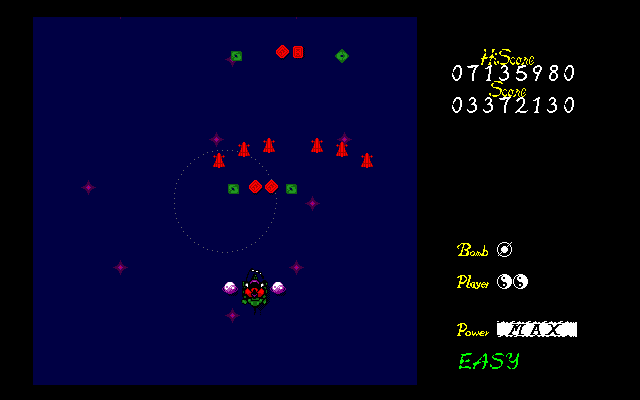 HiScore
07135980
Score
03372130
Bomb
Player
Power MAX
EASY